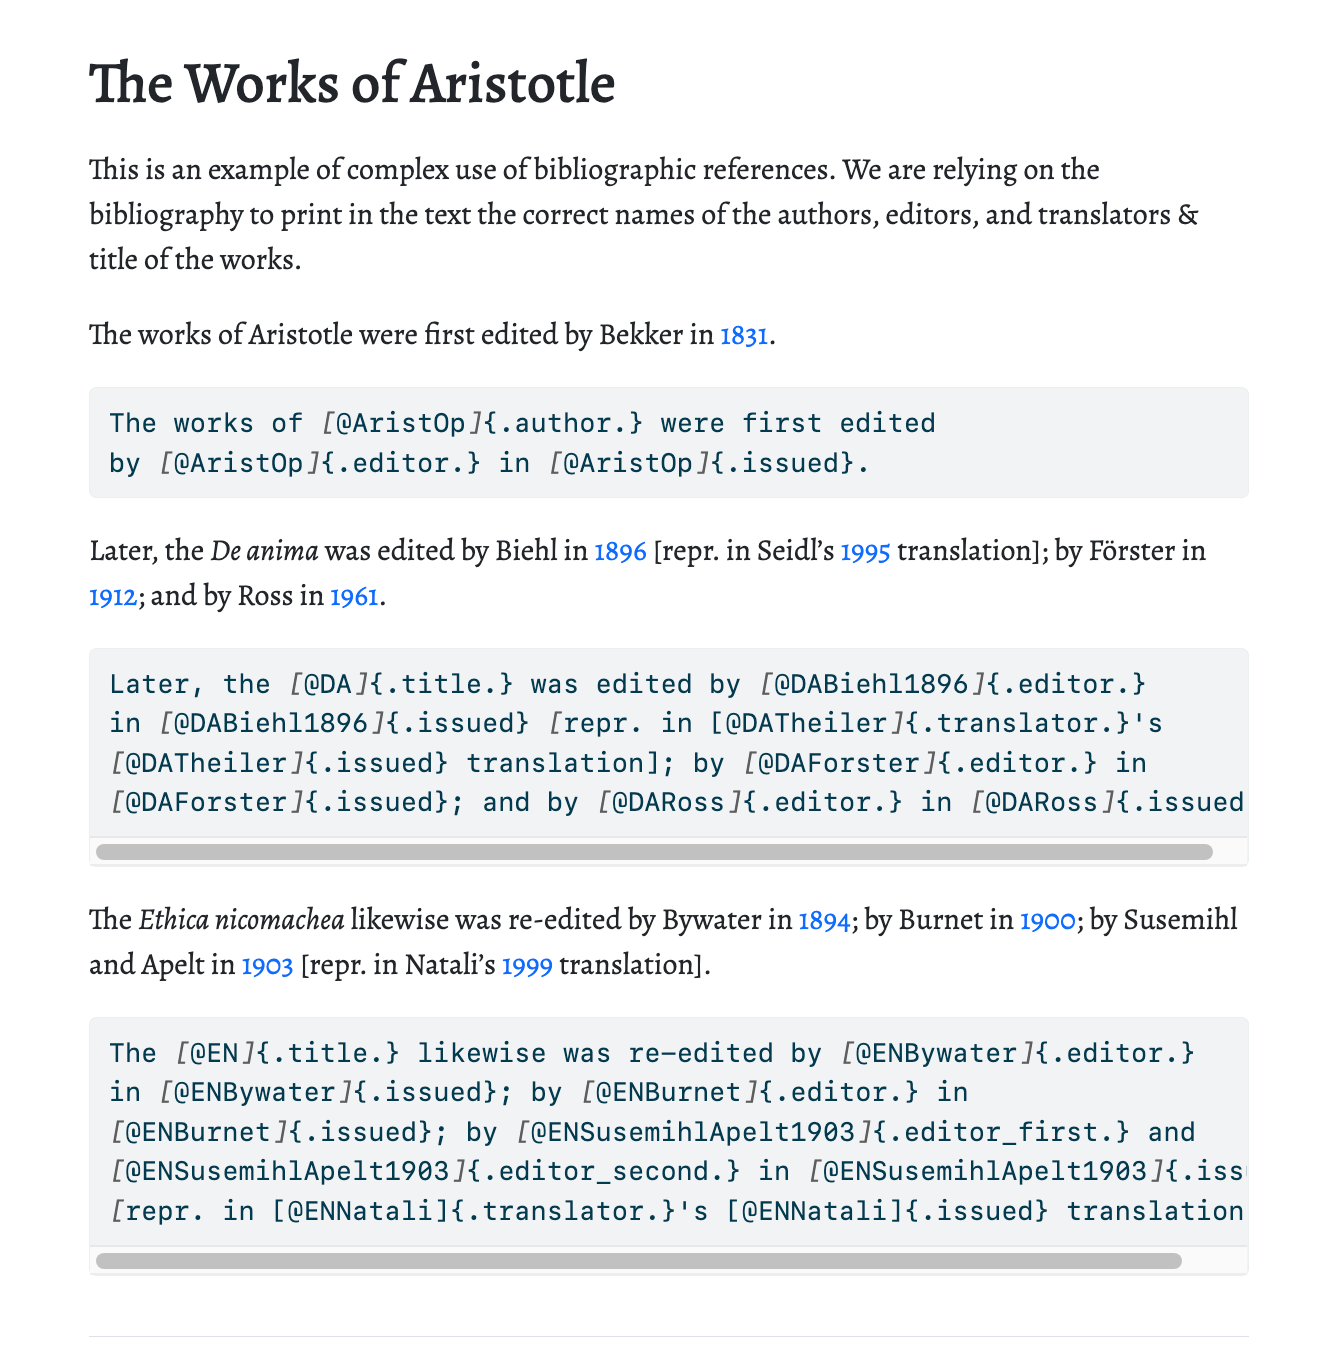 The Works of Aristotle
This is an example of complex use of bibliographic references. We are relying on the
bibliography to print in the text the correct names of the authors, editors, and translators &
title of the works.
The works of Aristotle were first edited by Bekker in 1831.
The works of [@AristOp]{.author.} were first edited
by [@AristOp]{.editor.} in [@AristOp]{.issued}.
Later, the De anima was edited by Biehl in 1896 [repr. in Seidl’s 1995 translation]; by Förster in
1912; and by Ross in 1961.
Later, the [@DA]{.title.} was edited by [@DABiehl1896]{.editor.}
in [@DABiehl1896]{.issued} [repr. in [@DATheiler]{.translator.}'s
[@DATheiler]{.issued} translation]; by [@DAForster]{.editor.} in
[@DAForster]{.issued}; and by [@DARoss]{.editor.} in [@DARoss]{.issued
The Ethica nicomachea likewise was re-edited by Bywater in 1894; by Burnet in 1900; by Susemihl
and Apelt in 1903 [repr. in Natali’s 1999 translation].
The [@EN]{.title.} likewise was re-edited by [@ENBywater]{.editor.}
in [@ENBywater]{.issued}; by [@ENBurnet]{.editor.} in
[@ENBurnet]{.issued}; by [@ENSusemihlApelt1903]{.editor_first.} and
[@ENSusemihlApelt1903]{.editor_second.} in [@ENSusemihlApelt1903]{.iss
[repr. in [@ENNatali]{.translator.}'s [@ENNatali]{.issued} translation